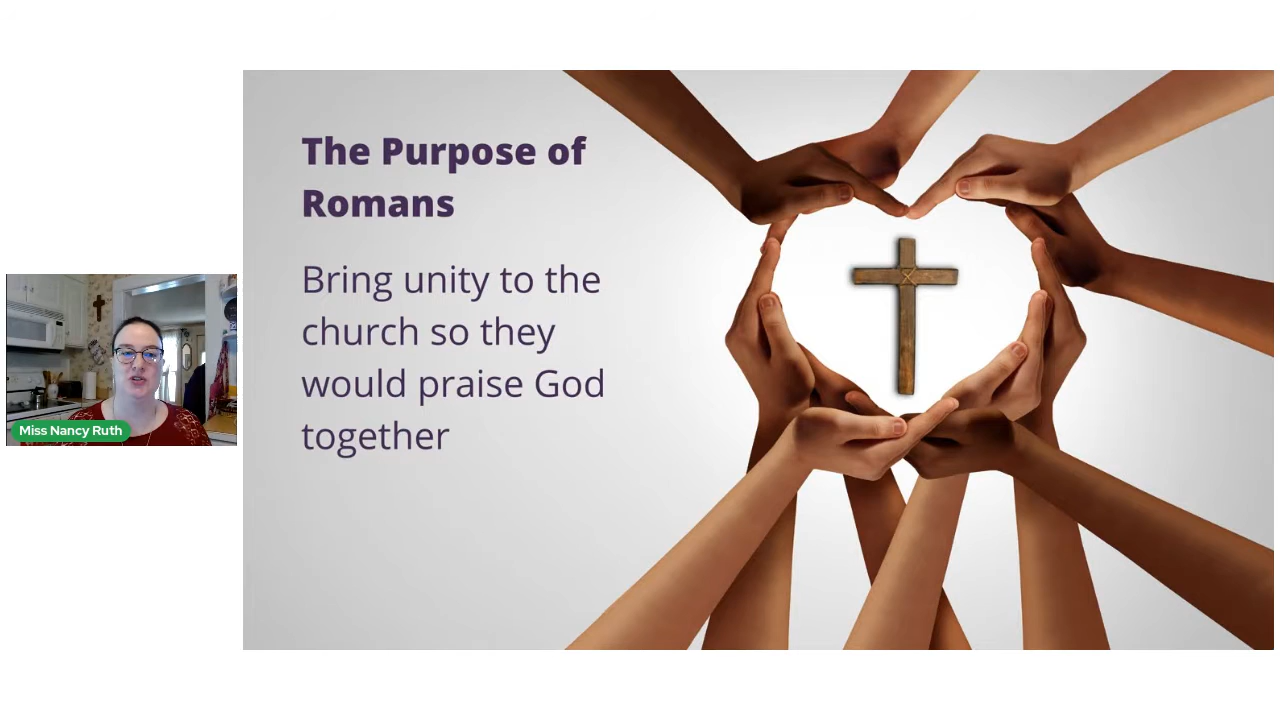 The Purpose of
Romans
Bring unity to the
church so they
would praise God
together
Miss Nancy Ruth